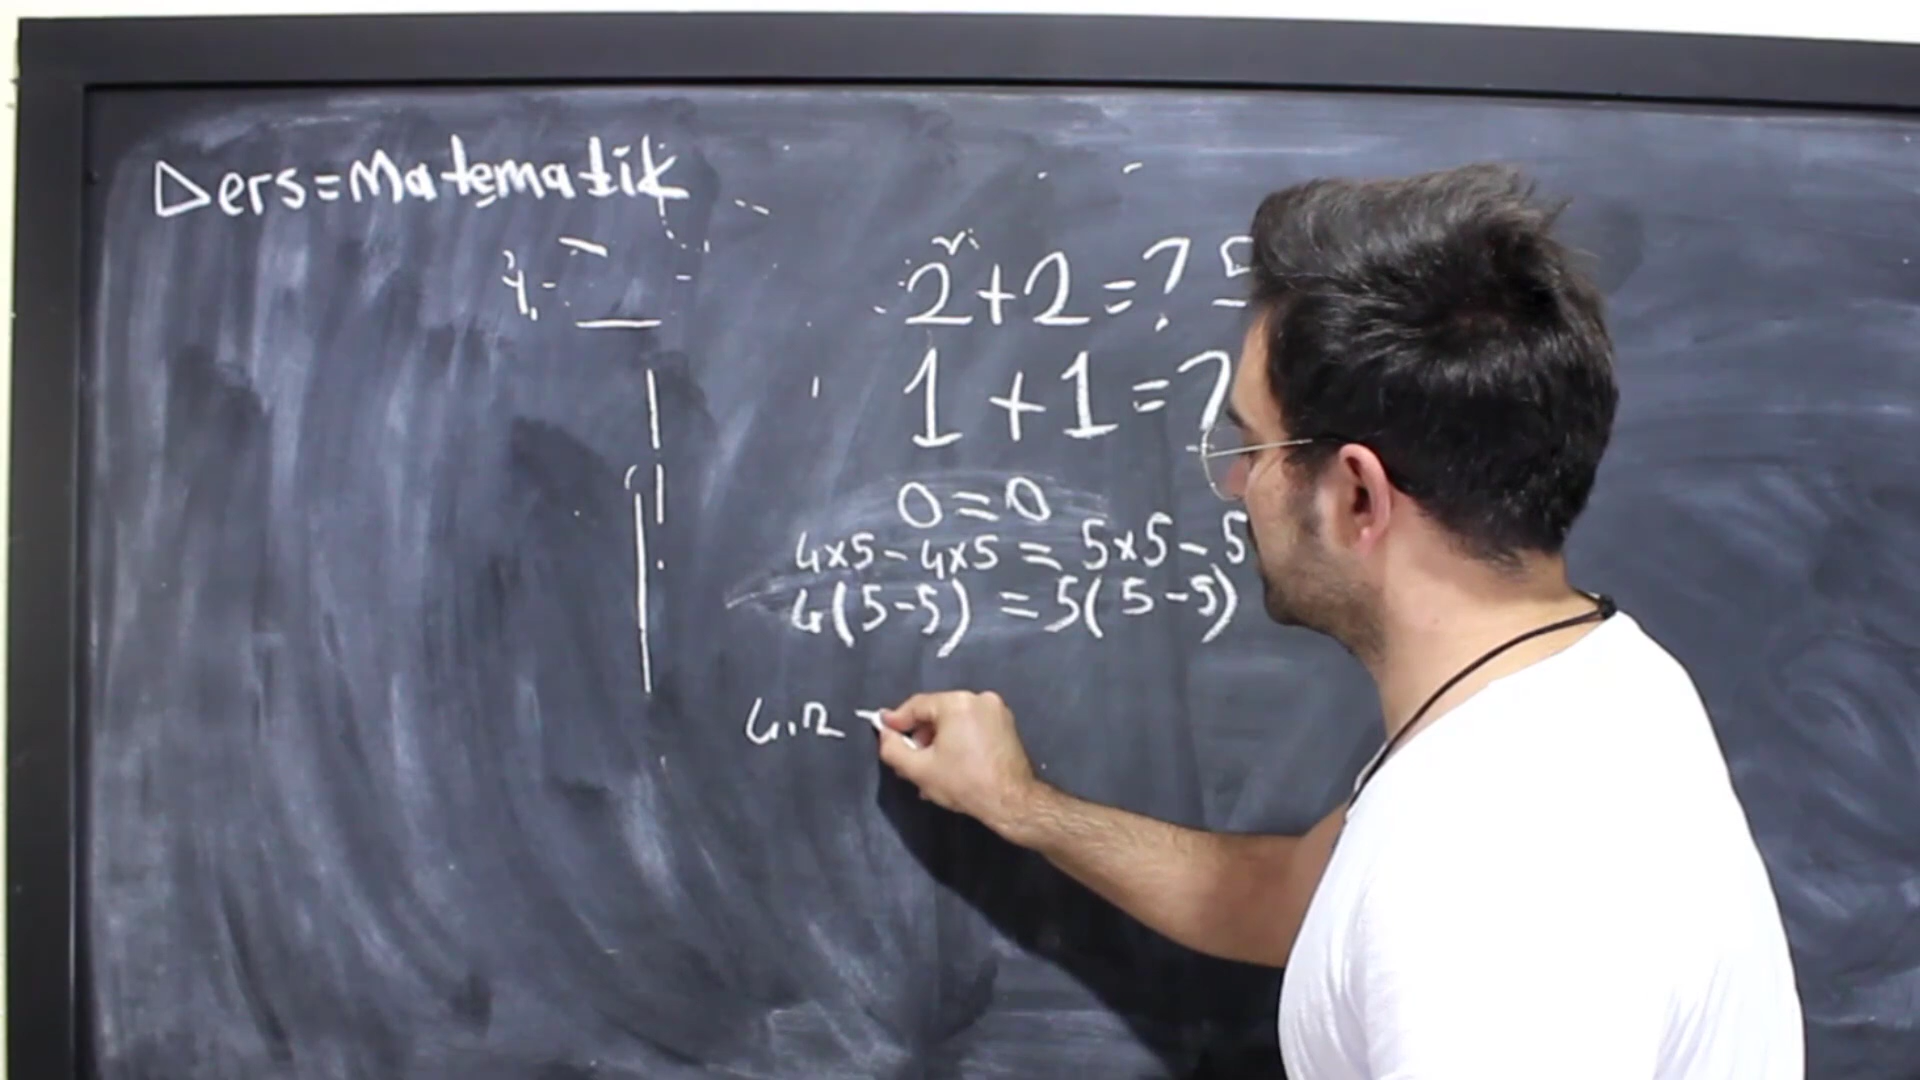 Ders=Matematik
2+2=?
1+1=?
0=0
4x5-4x5=5x5-5
4(5-5)=5(5-5)
4.2